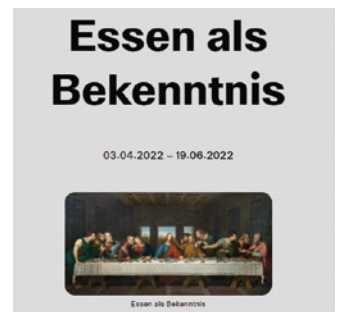 Essen als
Bekenntnis
03.04.2022 – 19.06.2022
Essen als Bekenntnis